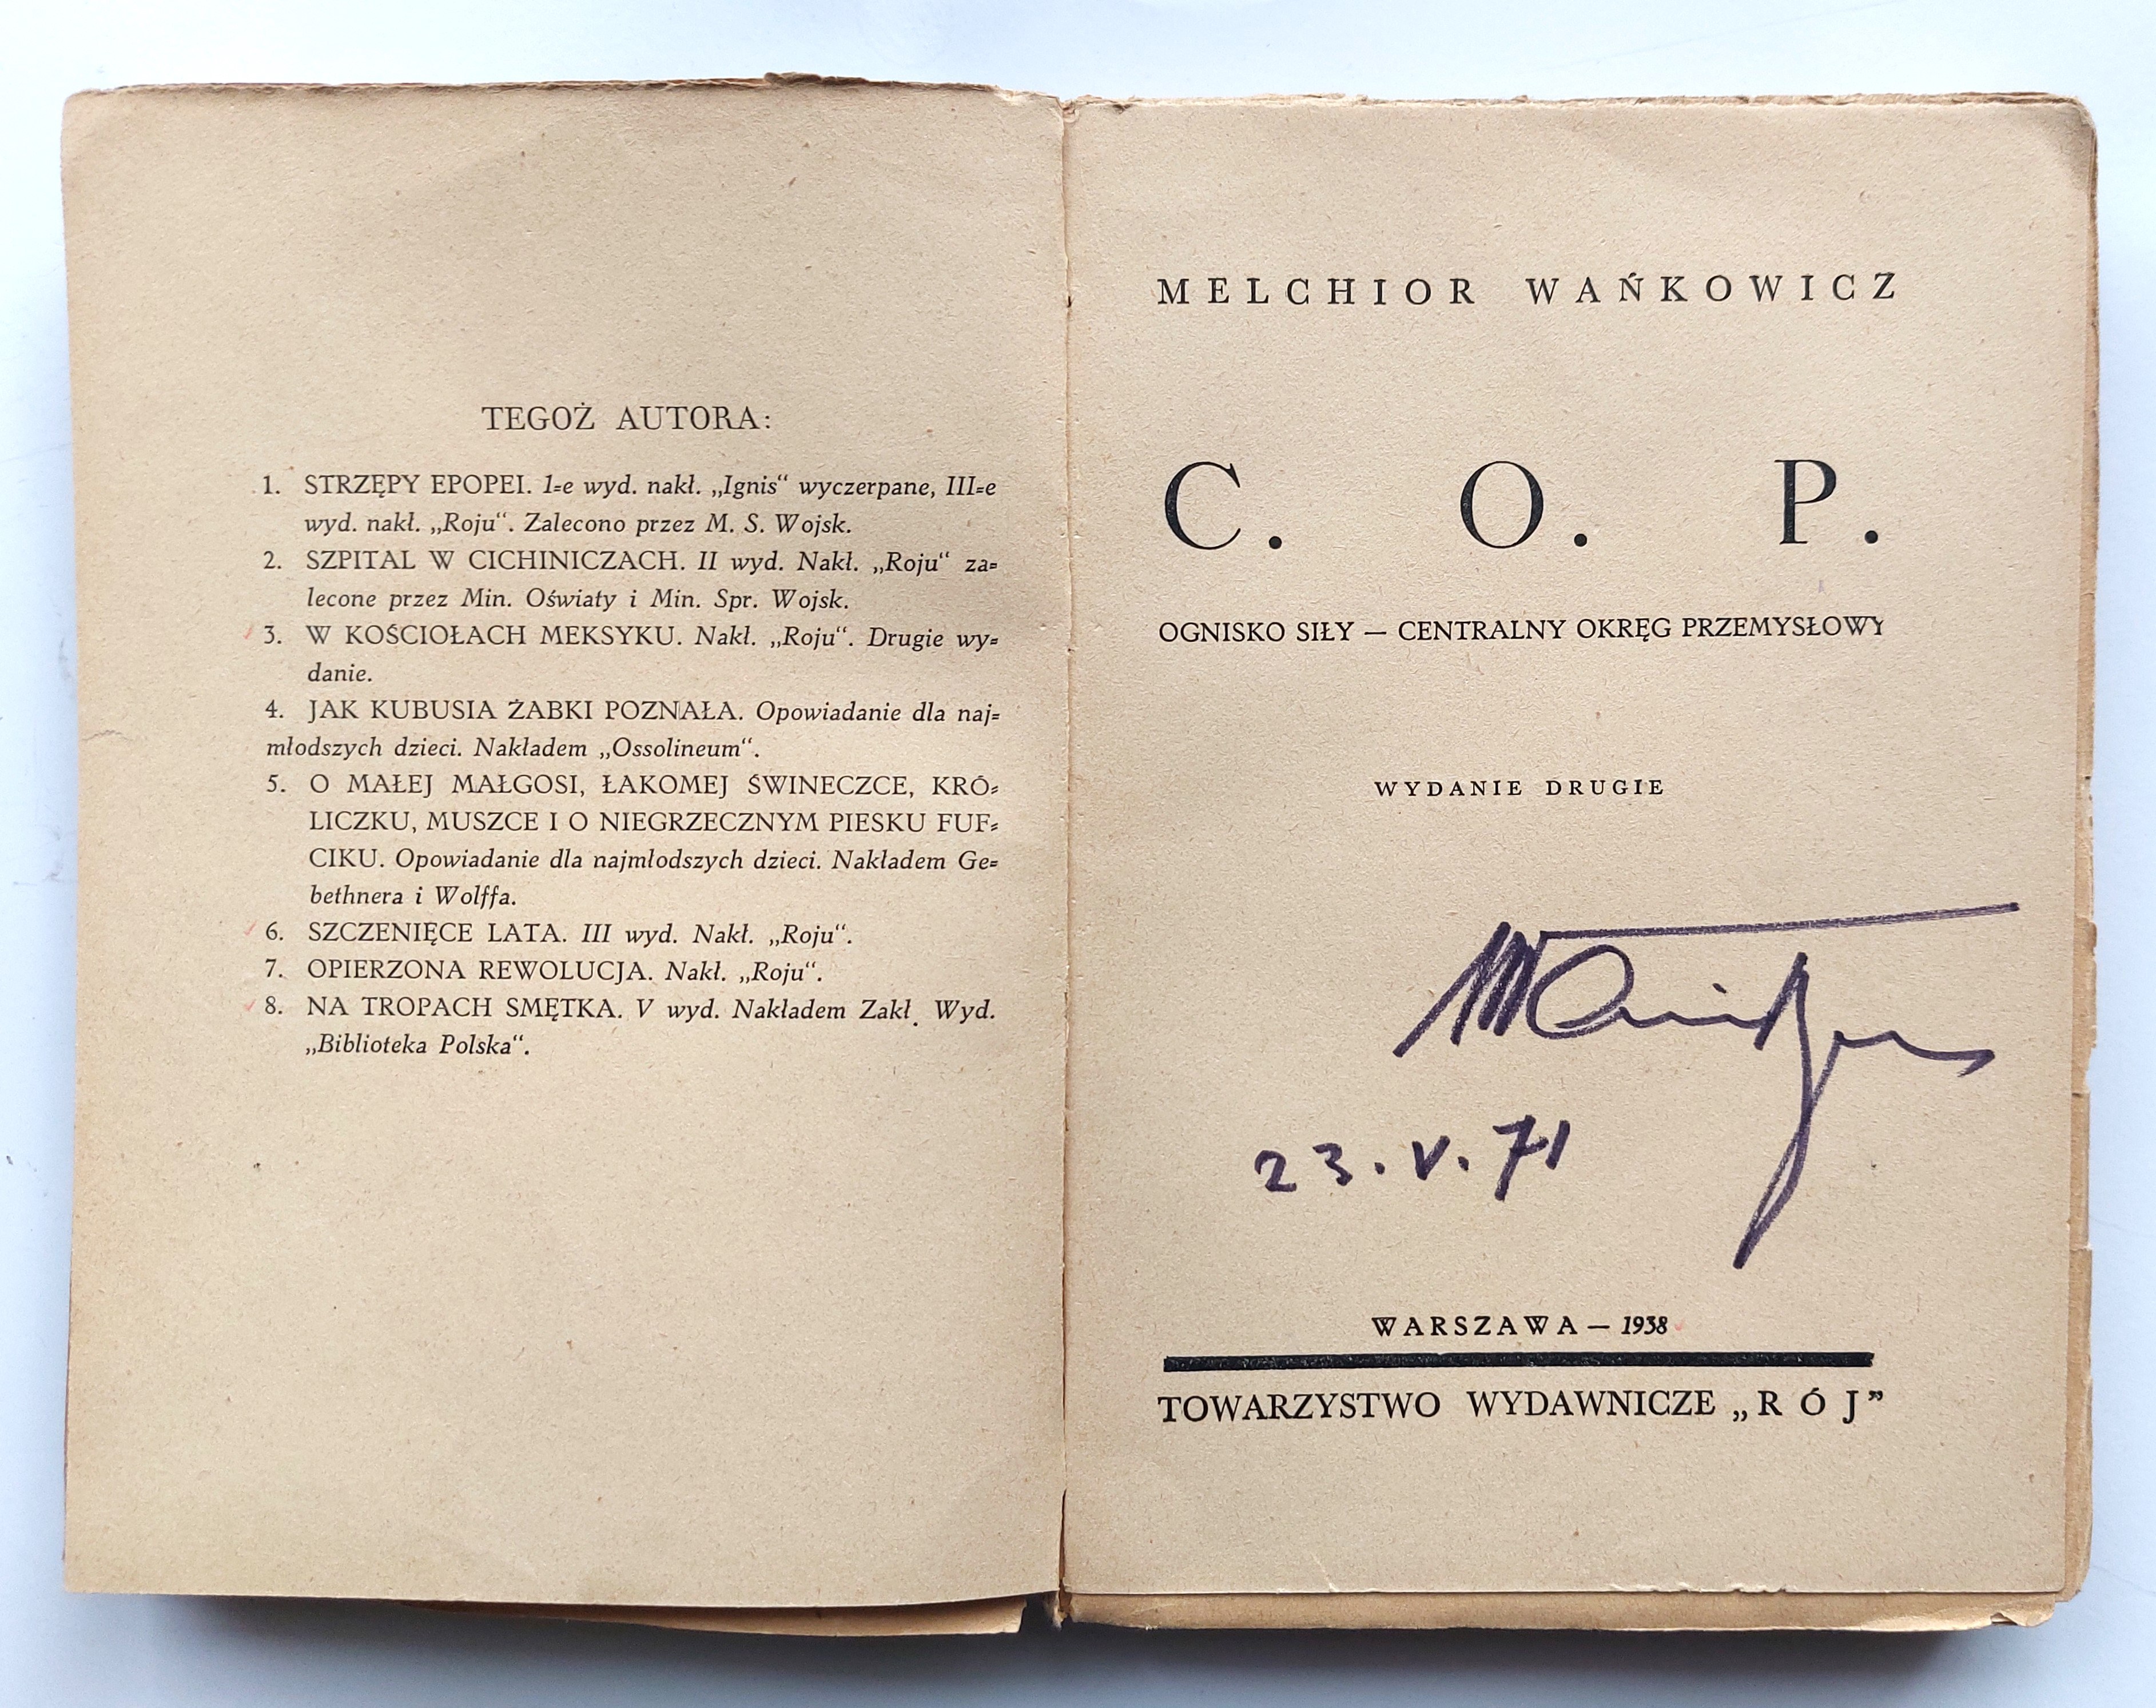 TEGOŻ AUTORA:
1. STRZĘPY EPOPEI. 1-e wyd. nakł. „Ignis“ wyczerpane, III-e
wyd. nakł. „Roju“. Zalecono przez M. S. Wojsk.
2. SZPITAL W CICHINICZACH. II wyd. Nakł. „Roju“ za-
lecone przez Min. Oświaty i Min. Spr. Wojsk.
3. W KOŚCIOŁACH MEKSYKU. Nakł. „Roju“. Drugie wy-
danie.
4. JAK KUBUSIA ŻABKI POZNAŁA. Opowiadanie dla naj-
młodszych dzieci. Nakładem „Ossolineum“.
5. O MAŁEJ MAŁGOSI, ŁAKOMEJ ŚWINECZCE, KRÓ-
LICZKU, MUSZCE I O NIEGRZECZNYM PIESKU FUF-
CIKU. Opowiadanie dla najmłodszych dzieci. Nakładem Ge-
bethnera i Wolffa.
6. SZCZENIĘCE LATA. III wyd. Nakł. „Roju“.
7. OPIERZONA REWOLUCJA. Nakł. „Roju“.
8. NA TROPACH SMĘTKA. V wyd. Nakładem Zakł. Wyd.
„Biblioteka Polska“.
MELCHIOR WAŃKOWICZ
C. O. P.
OGNISKO SIŁY — CENTRALNY OKRĘG PRZEMYSŁOWY
WYDANIE DRUGIE
23.V.71
WARSZAWA — 1938
TOWARZYSTWO WYDAWNICZE „RÓJ”